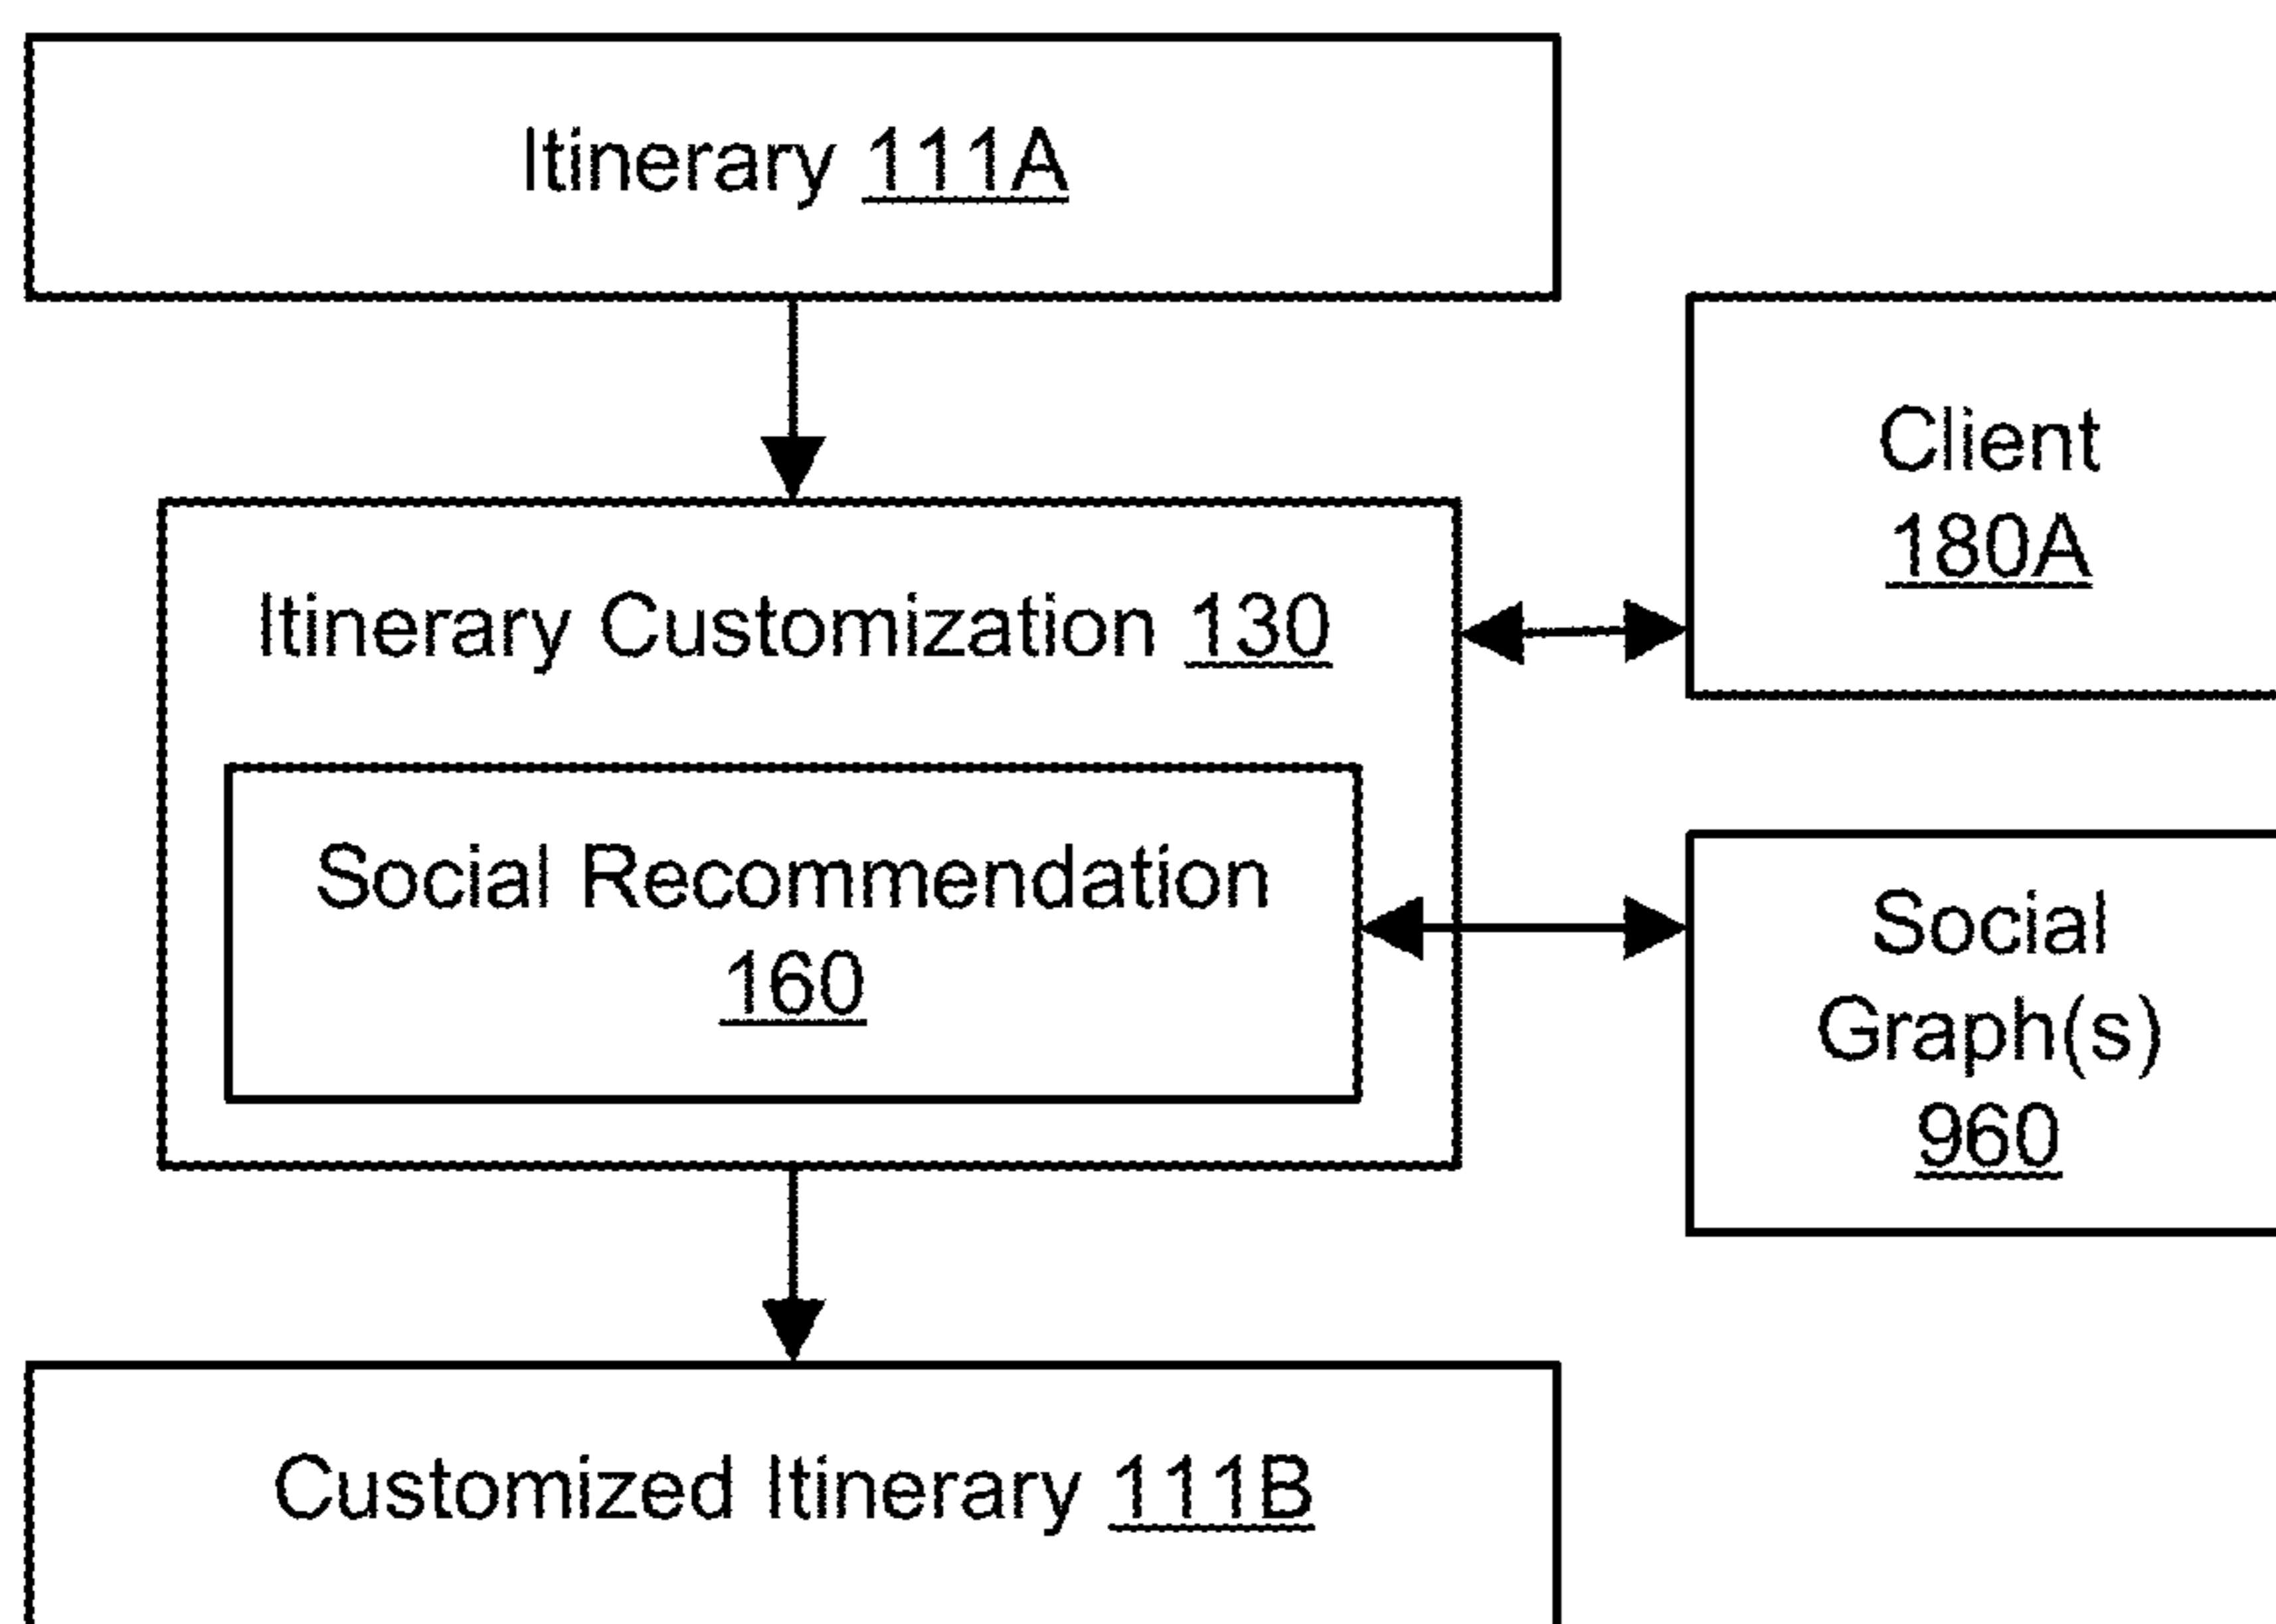 Itinerary 111A
Client
180A
Itinerary Customization 130
Social Recommendation
160
Social
Graph(s)
960
Customized Itinerary 111B